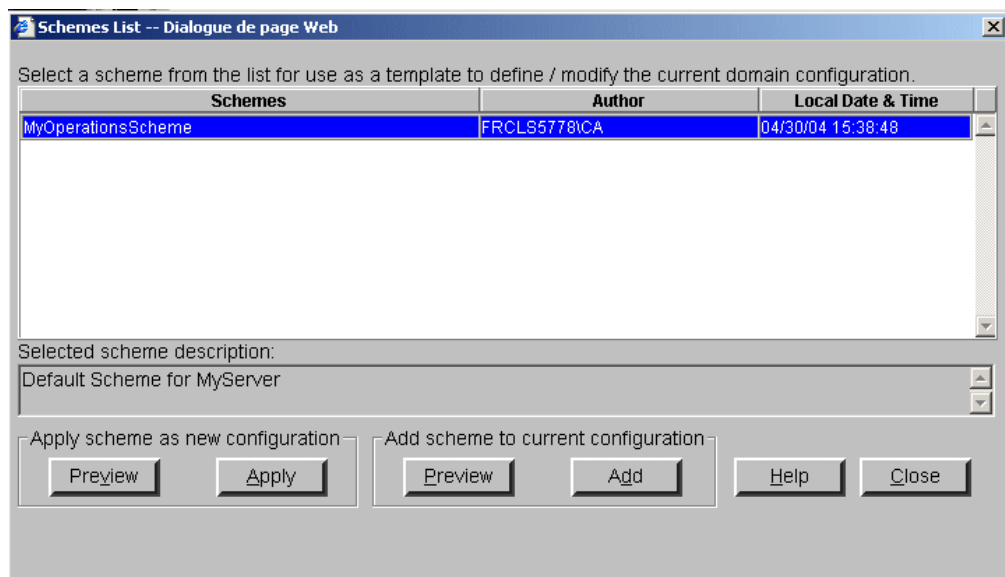 Schemes List -- Dialogue de page Web
Select a scheme from the list for use as a template to define / modify the current domain configuration.
Schemes Author Local Date & Time
MyOperationsScheme FRCLS5778\CA 04/30/04 15:38:48
Selected scheme description:
Default Scheme for MyServer
Apply scheme as new configuration Add scheme to current configuration
Preview Apply Preview Add Help Close